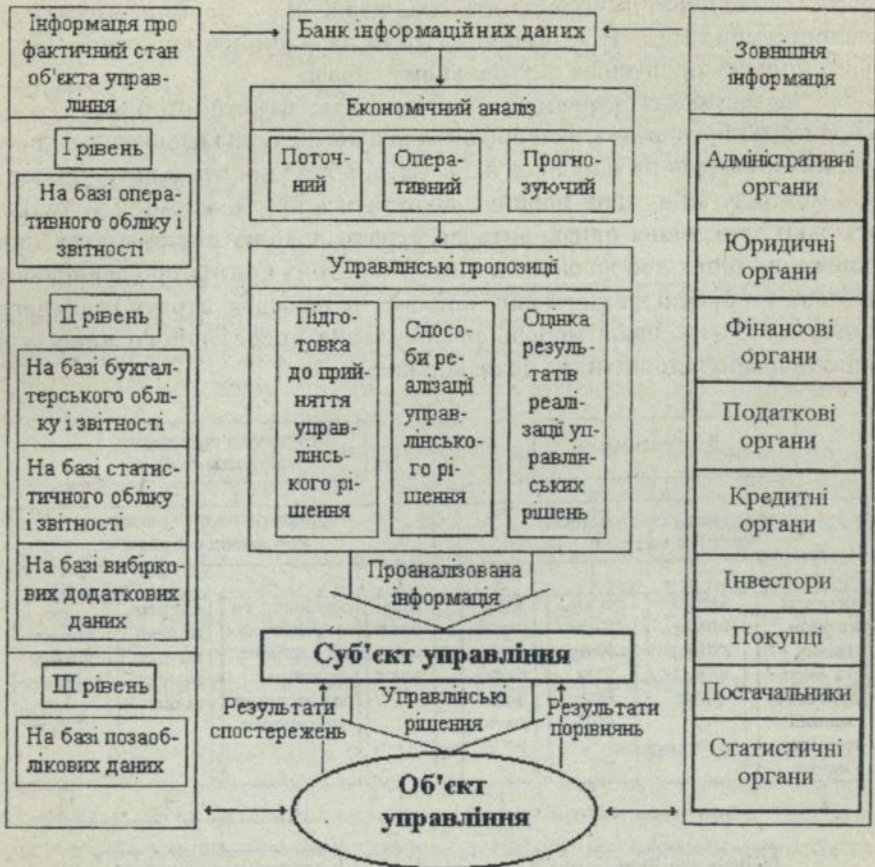 Інформація про
фактичний стан
об'єкта управ-
ління
І рівень
На базі опера-
тивного обліку і
звітності
ІІ рівень
На базі бухгал-
терського облі-
ку і звітності
На базі статис-
тичного обліку
і звітності
На базі вибірко-
вих додаткових
даних
ІІІ рівень
На базі позаоб-
лікових даних
Банк інформаційних даних
Економічний аналіз
Поточ-
ний
Опера-
тивний
Прогно-
зуючий
Управлінські пропозиції
Підго-
товка
до прий-
няття
управ-
лінсь-
кого рі-
шення
Спосо-
би ре-
алізації
управ-
лінсько-
го рі-
шення
Оцінка
резуль-
татів
реалі-
зації уп-
равлін-
ських
рішень
Проаналізована
інформація
Суб'єкт управління
Результати
спостережень
Управлінські
рішення
Результати
порівнянь
Об'єкт
управління
Зовнішня
інформація
Адміністративні
органи
Юридичні
органи
Фінансові
органи
Податкові
органи
Кредитні
органи
Інвестори
Покупці
Постачальники
Статистичні
органи